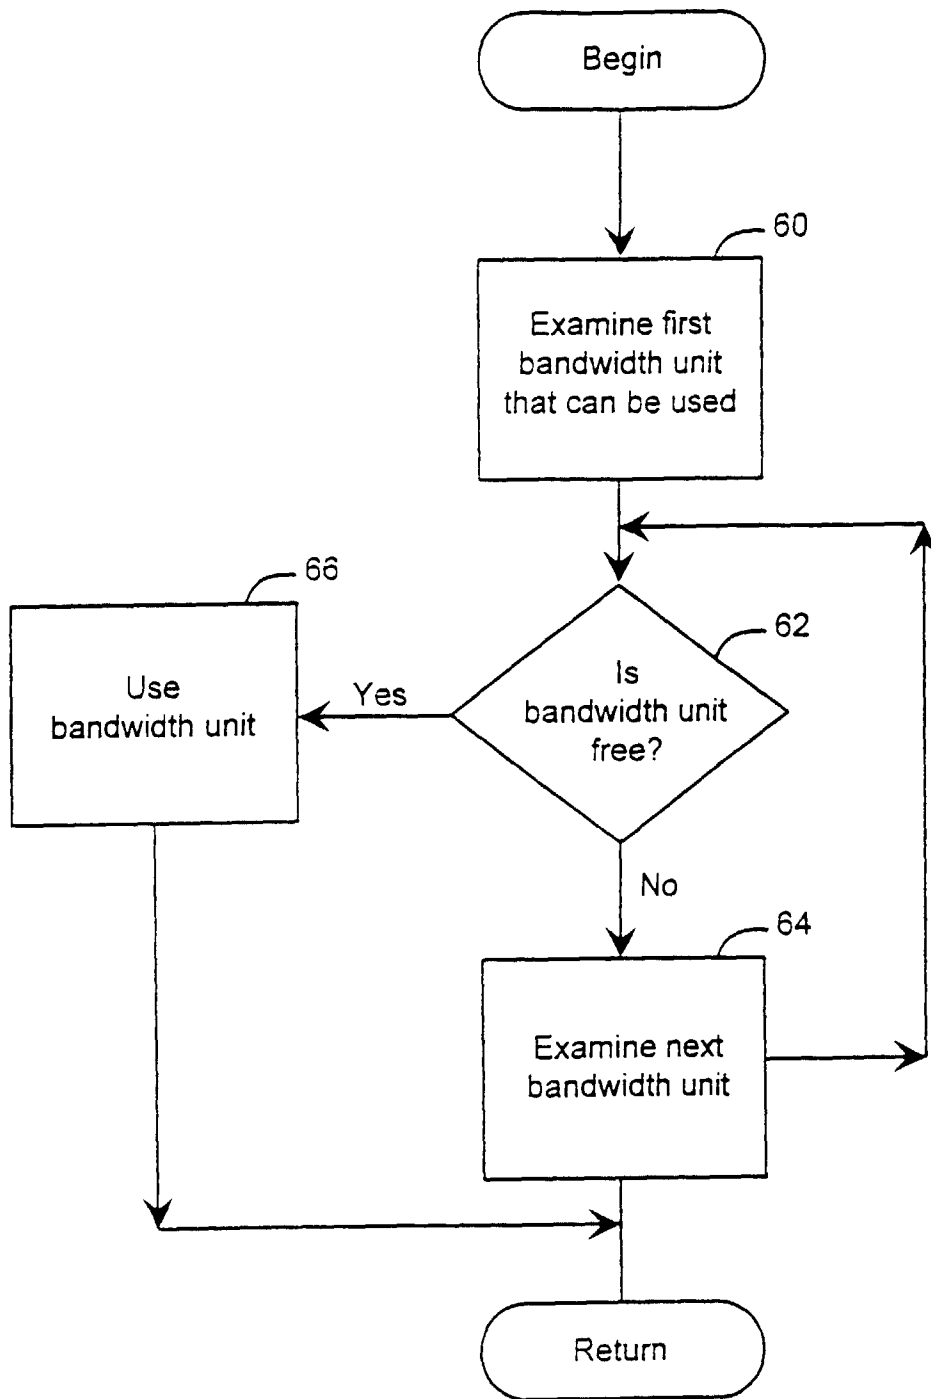 Begin
60
Examine first
bandwidth unit
that can be used
66
62
Use
bandwidth unit
Yes
Is
bandwidth unit
free?
No
64
Examine next
bandwidth unit
Return